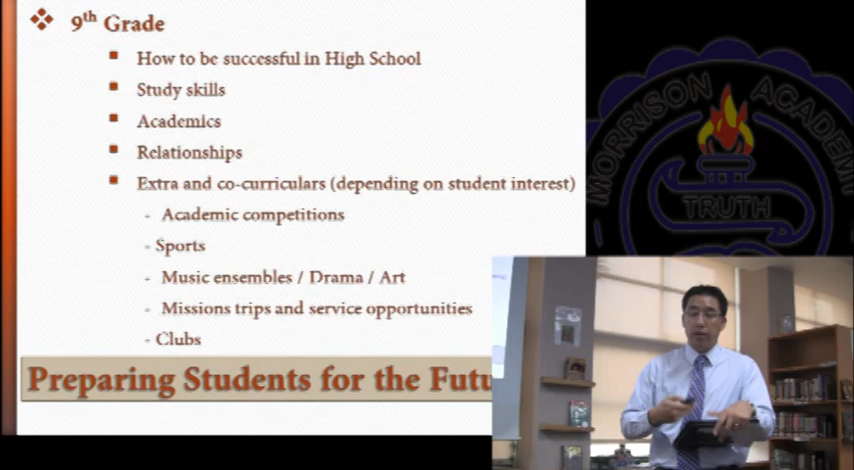 ❖ 9th Grade
▪ How to be successful in High School
▪ Study skills
▪ Academics
▪ Relationships
▪ Extra and co-curriculars (depending on student interest)
- Academic competitions
- Sports
- Music ensembles / Drama / Art
- Missions trips and service opportunities
- Clubs
Preparing Students for the Futu
MORRISON ACADEM
TRUTH